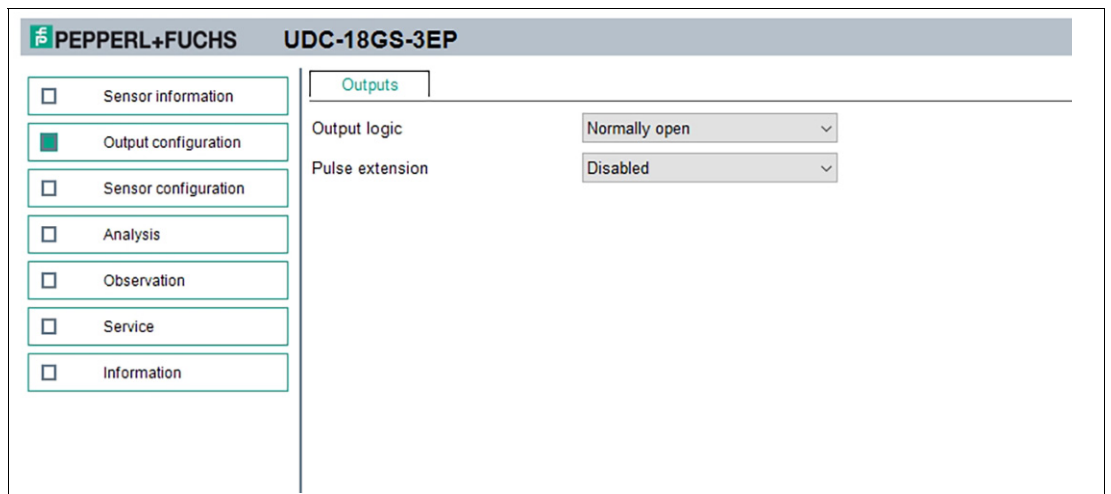 PEPPERL+FUCHS UDC-18GS-3EP
Sensor information
Output configuration
Sensor configuration
Analysis
Observation
Service
Information
Outputs
Output logic Normally open
Pulse extension Disabled